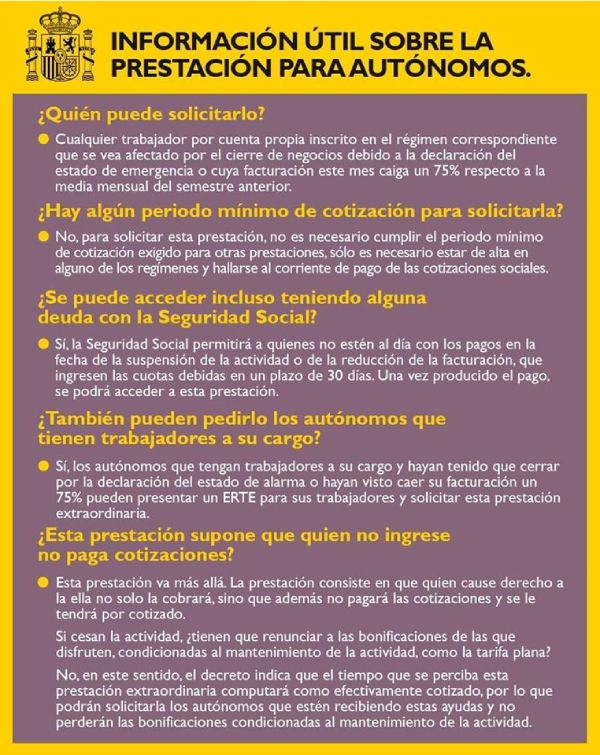 INFORMACIÓN ÚTIL SOBRE LA
PRESTACIÓN PARA AUTÓNOMOS.
¿Quién puede solicitarlo?
Cualquier trabajador por cuenta propia inscrito en el régimen correspondiente
que se vea afectado por el cierre de negocios debido a la declaración del
estado de emergencia o cuya facturación este mes caiga un 75% respecto a la
media mensual del semestre anterior.
¿Hay algún periodo mínimo de cotización para solicitarla?
No, para solicitar esta prestación, no es necesario cumplir el periodo mínimo
de cotización exigido para otras prestaciones, sólo es necesario estar de alta en
alguno de los regímenes y hallarse al corriente de pago de las cotizaciones sociales.
¿Se puede acceder incluso teniendo alguna
deuda con la Seguridad Social?
Sí, la Seguridad Social permitirá a quienes no estén al día con los pagos en la
fecha de la suspensión de la actividad o de la reducción de la facturación, que
ingresen las cuotas debidas en un plazo de 30 días. Una vez producido el pago,
se podrá acceder a esta prestación.
¿También pueden pedirlo los autónomos que
tienen trabajadores a su cargo?
Sí, los autónomos que tengan trabajadores a su cargo y hayan tenido que cerrar
por la declaración del estado de alarma o hayan visto caer su facturación un
75% pueden presentar un ERTE para sus trabajadores y solicitar esta prestación
extraordinaria.
¿Esta prestación supone que quien no ingrese
no paga cotizaciones?
Esta prestación va más allá. La prestación consiste en que quien cause derecho a
la ella no solo la cobrará, sino que además no pagará las cotizaciones y se le
tendrá por cotizado.
Si cesan la actividad, ¿tienen que renunciar a las bonificaciones de las que
disfruten, condicionadas al mantenimiento de la actividad, como la tarifa plana?
No, en este sentido, el decreto indica que el tiempo que se perciba esta
prestación extraordinaria computará como efectivamente cotizado, por lo que
podrán solicitarla los autónomos que estén recibiendo estas ayudas y no
perderán las bonificaciones condicionadas al mantenimiento de la actividad.